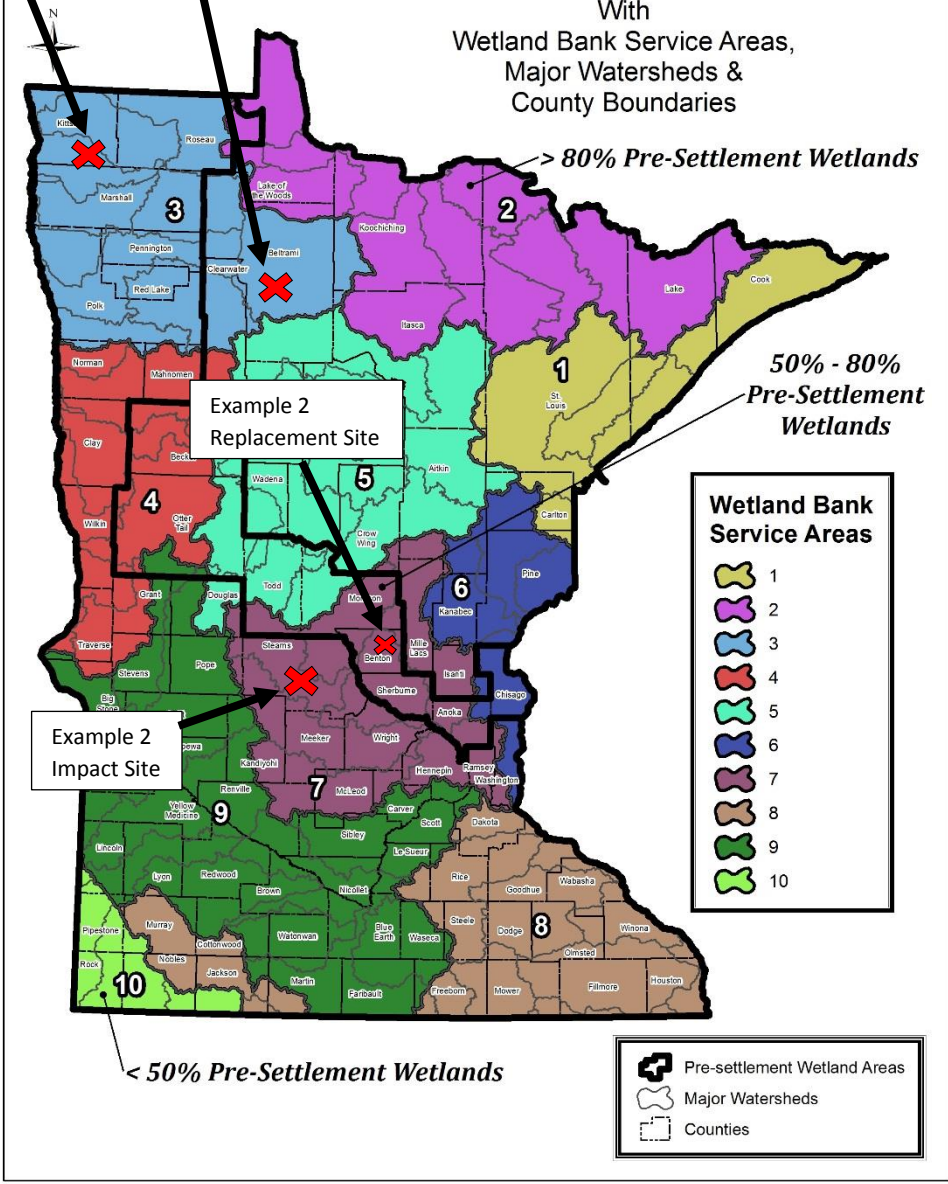 With
Wetland Bank Service Areas,
Major Watersheds &
County Boundaries
N
> 80% Pre-Settlement Wetlands
Roseau
Lake of
the Woods
Marshall
3
2
Koochiching
Pennington
Beltrami
Clearwater
Red Lake
Lake
Cook
Polk
Itasca
Norman
Mahnomen
1
St.
Louis
50% - 80%
Pre-Settlement
Wetlands
Example 2
Replacement Site
Clay
Wadena
5
Aitkin
4
Otter
Tail
Wilkin
Crow
Wing
Carlton
Todd
Pine
6
Kanabec
Grant
Douglas
Mille
Lacs
Benton
Traverse
Stearns
Isanti
Stevens
Pope
Sherburne
Chisago
Big
Anoka
Example 2
Impact Site
Meeker
Wright
Kandiyohi
Hennepin
Ramsey
Washington
7
McLeod
Renville
Carver
Yellow
Medicine
9
Scott
Dakota
Sibley
Lincoln
Le Sueur
Lyon
Redwood
Rice
Goodhue
Wabasha
Brown
Nicollet
Pipestone
Murray
Cottonwood
Watonwan
Blue
Earth
Waseca
Steele
Dodge
8
Winona
Olmsted
Rock
Nobles
Jackson
Martin
Faribault
Freeborn
Mower
Fillmore
Houston
10
< 50% Pre-Settlement Wetlands
Wetland Bank
Service Areas
1
2
3
4
5
6
7
8
9
10
Pre-settlement Wetland Areas
Major Watersheds
Counties